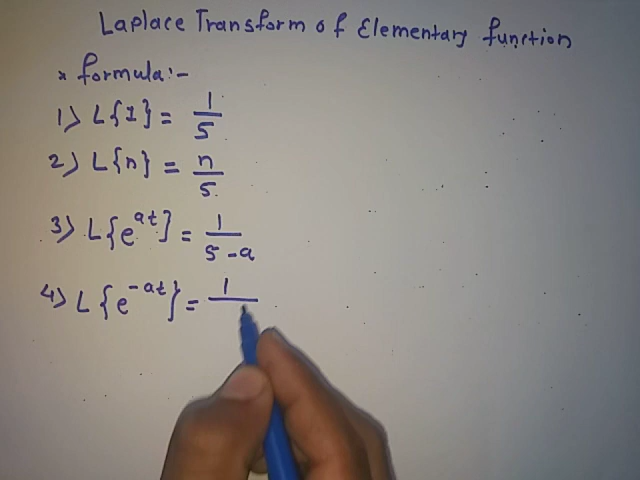 Laplace Transform of Elementary function
* formula:-
1) L{1} = 1/s
2) L{n} = n/s
3) L{e^at} = 1/s-a
4) L{e^-at} = 1/